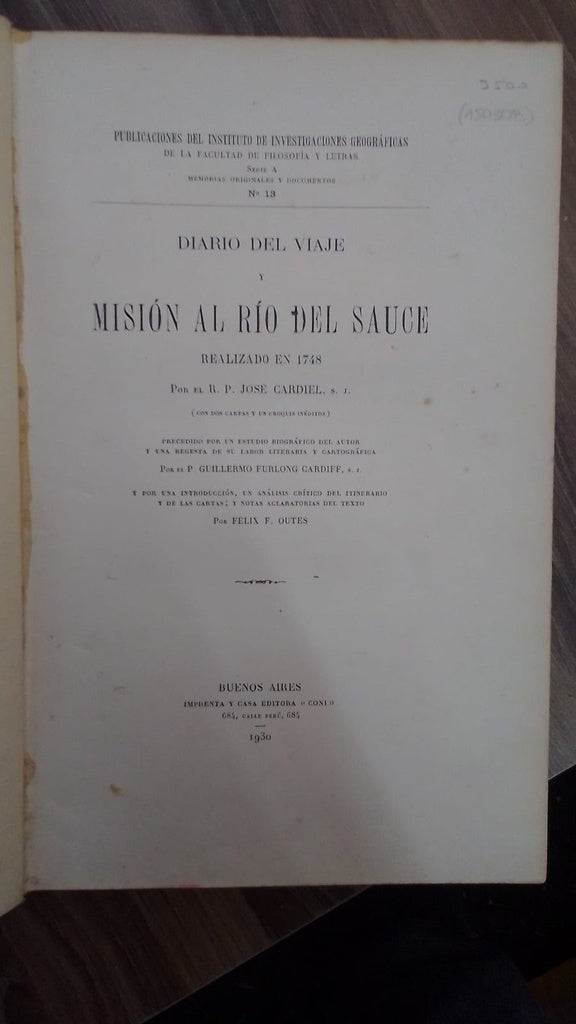 PUBLICACIONES DEL INSTITUTO DE INVESTIGACIONES GEOGRÁFICAS
DE LA FACULTAD DE FILOSOFÍA Y LETRAS
SERIE A
MEMORIAS ORIGINALES Y DOCUMENTOS
Nº 13
DIARIO DEL VIAJE
Y
MISIÓN AL RÍO DEL SAUCE
REALIZADO EN 1748
POR EL R. P. JOSÉ CARDIEL, S. I.
(CON DOS CARTAS Y UN CROQUIS INÉDITOS)
PRECEDIDO POR UN ESTUDIO BIOGRÁFICO DEL AUTOR
Y UNA REGESTA DE SU LABOR LITERARIA Y CARTOGRÁFICA
POR EL P. GUILLERMO FURLONG CARDIFF, S. I.
Y POR UNA INTRODUCCIÓN, UN ANÁLISIS CRÍTICO DEL ITINERARIO
Y DE LAS CARTAS; Y NOTAS ACLARATORIAS DEL TEXTO
POR FÉLIX F. OUTES
BUENOS AIRES
IMPRENTA Y CASA EDITORA « CONI »
684, CALLE PERÚ, 684
1930